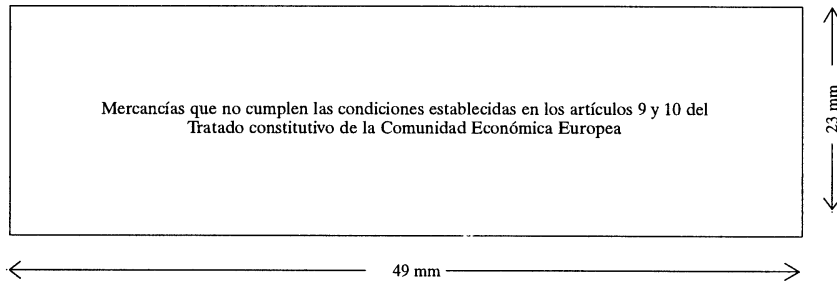 Mercancías que no cumplen las condiciones establecidas en los artículos 9 y 10 del
Tratado constitutivo de la Comunidad Económica Europea
23 mm
49 mm